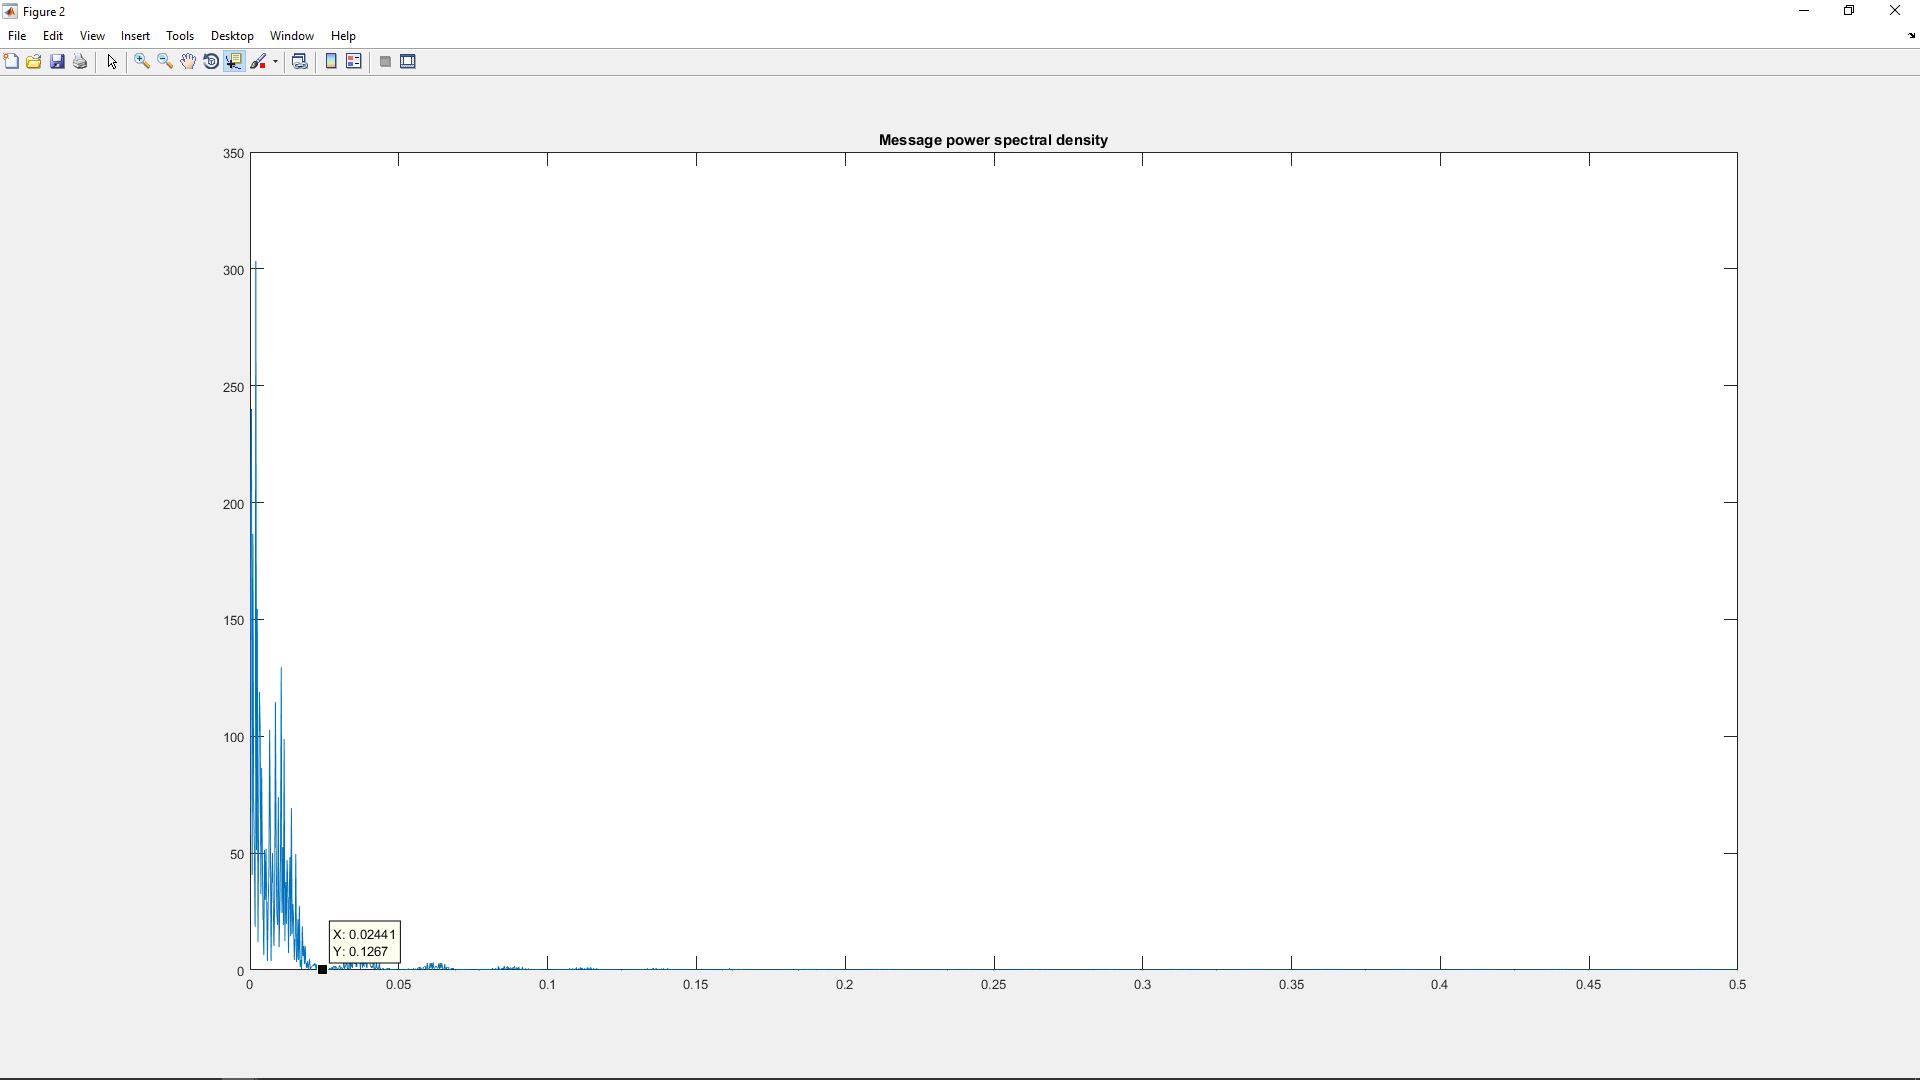 Figure 2
File Edit View Insert Tools Desktop Window Help
Message power spectral density
350
300
250
200
150
100
50
0
X: 0.02441
Y: 0.1267
0 0.05 0.1 0.15 0.2 0.25 0.3 0.35 0.4 0.45 0.5